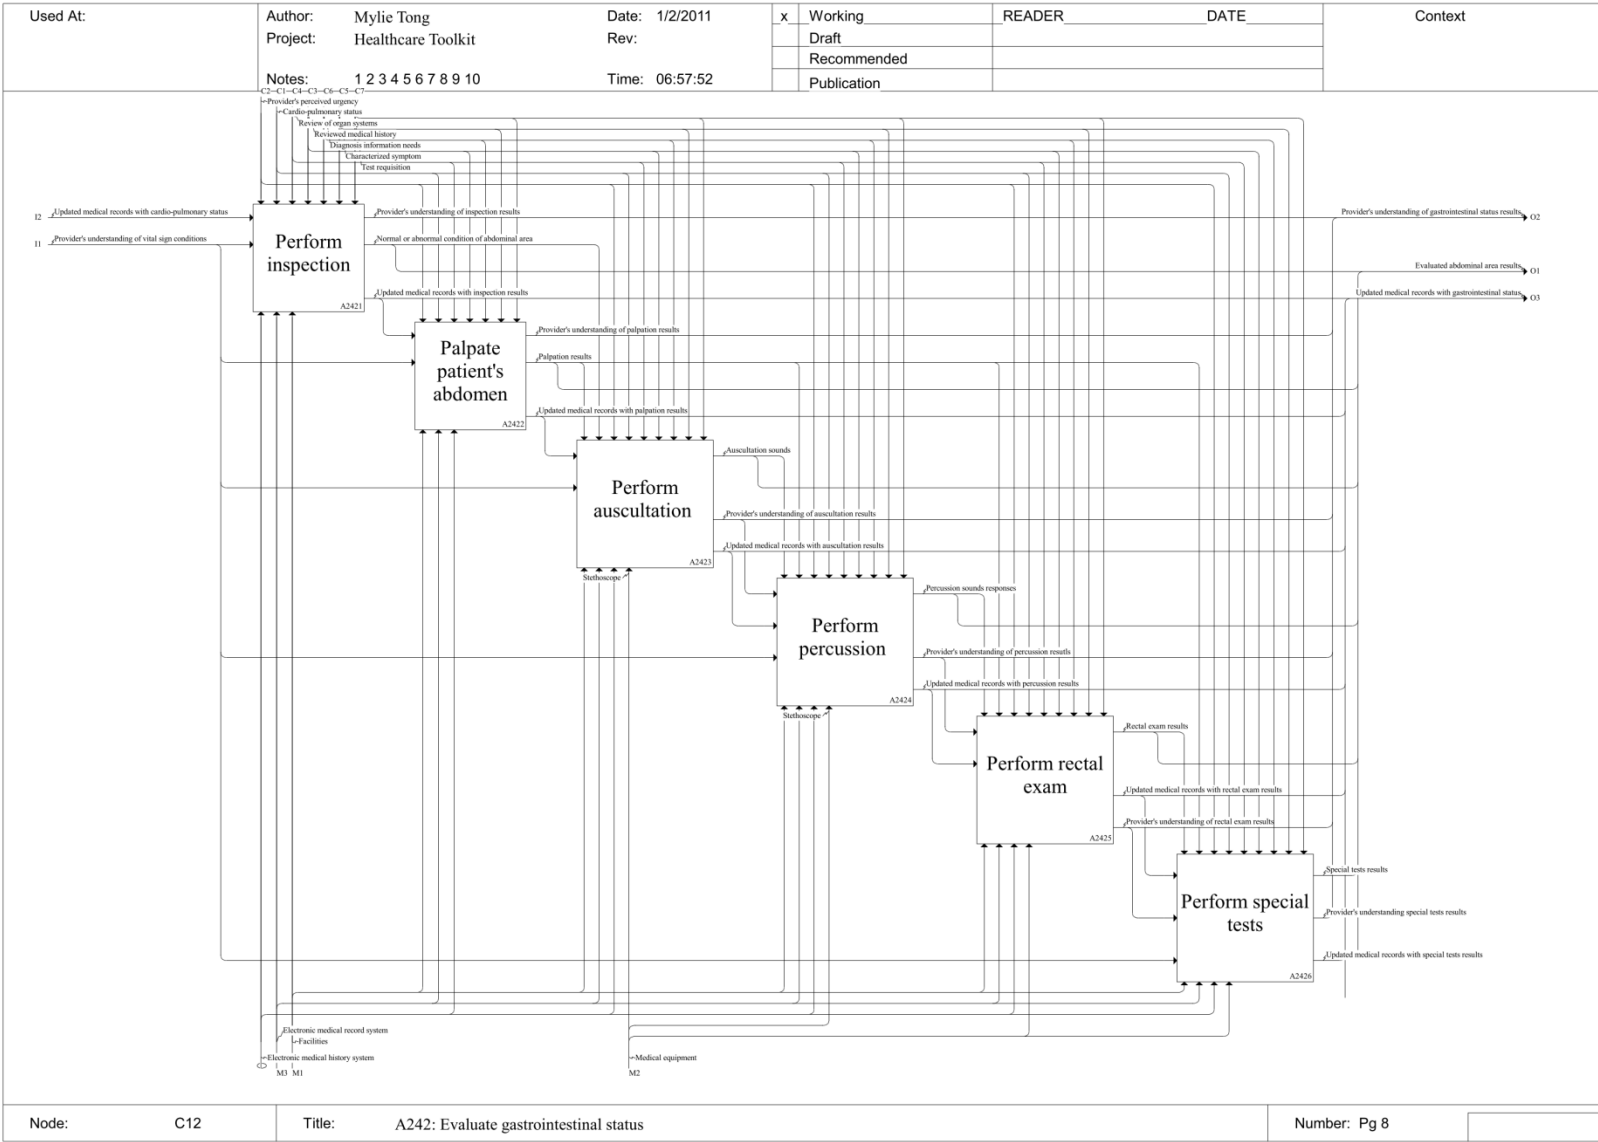 Used At:
Author: Mylie Tong
Date: 1/2/2011
Project: Healthcare Toolkit
Rev:
Notes: 1 2 3 4 5 6 7 8 9 10
Time: 06:57:52
x Working
Draft
Recommended
Publication
READER DATE
Context
C2 C1 C4 C3 C6 C5 C7
Provider's perceived urgency
Cardio-pulmonary status
Review of organ systems
Reviewed medical history
Diagnosis information needs
Characterized symptom
Test requisition
I2 Updated medical records with cardio-pulmonary status
I1 Provider's understanding of vital sign conditions
Perform
inspection
A2421
Provider's understanding of inspection results
Normal or abnormal condition of abdominal area
Updated medical records with inspection results
Provider's understanding of gastrointestinal status results O2
Evaluated abdominal area results O1
Updated medical records with gastrointestinal status O3
Palpate
patient's
abdomen
A2422
Provider's understanding of palpation results
Palpation results
Updated medical records with palpation results
Perform
auscultation
A2423
Auscultation sounds
Provider's understanding of auscultation results
Updated medical records with auscultation results
Stethoscope
Perform
percussion
A2424
Percussion sounds responses
Provider's understanding of percussion resutls
Updated medical records with percussion results
Stethoscope
Perform rectal
exam
A2425
Rectal exam results
Updated medical records with rectal exam results
Provider's understanding of rectal exam results
Perform special
tests
A2426
Special tests results
Provider's understanding special tests results
Updated medical records with special tests results
Electronic medical record system
Facilities
Electronic medical history system
M3 M1
Medical equipment
M2
Node: C12
Title: A242: Evaluate gastrointestinal status
Number: Pg 8